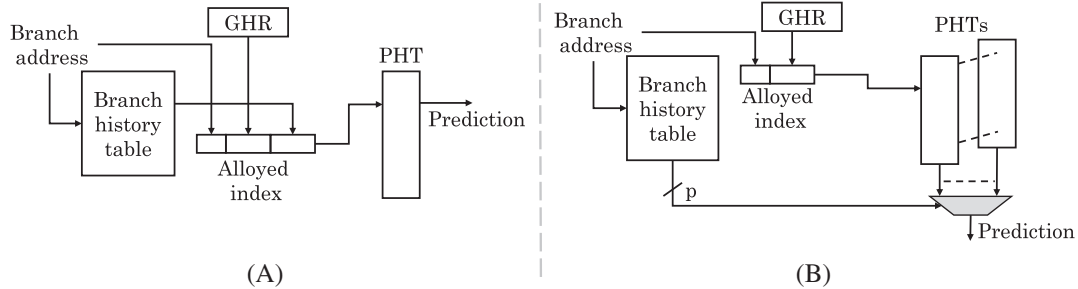 Branch
address
GHR
Branch
history
table
Alloyed
index
PHT
Prediction
(A)
Branch
address
GHR
Branch
history
table
Alloyed
index
p
PHTs
Prediction
(B)